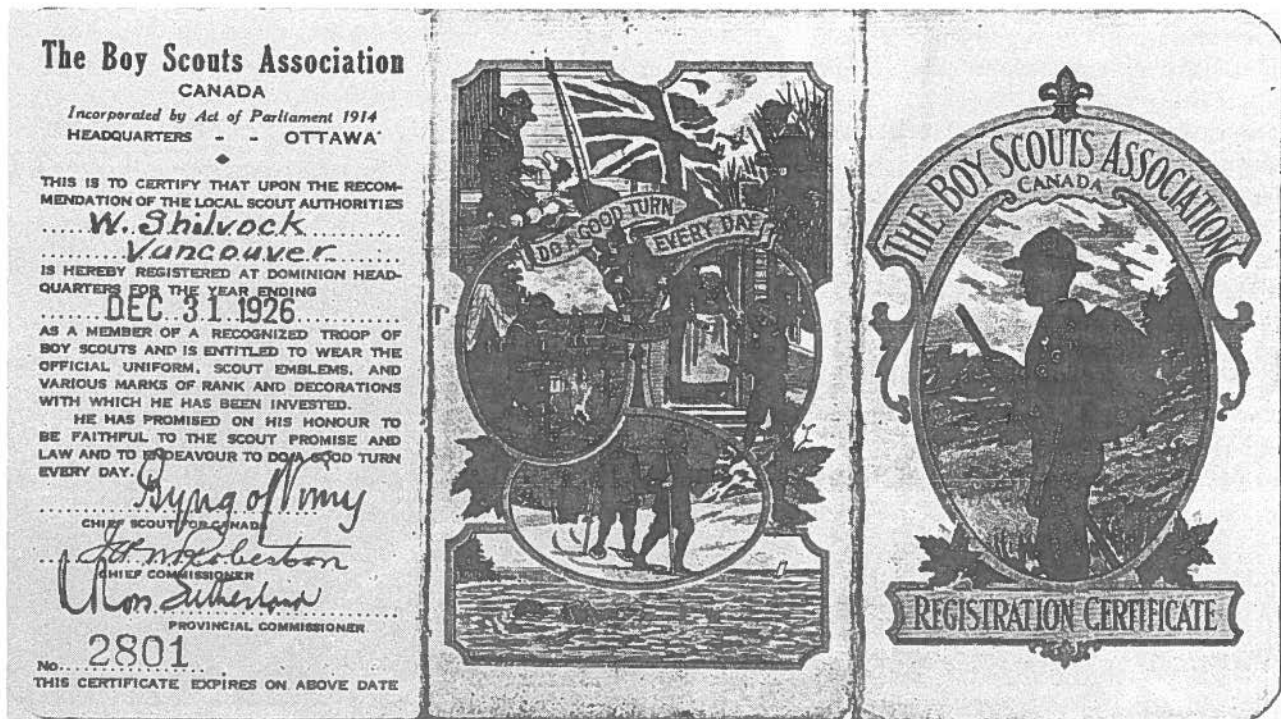 The Boy Scouts Association
CANADA
Incorporated by Act of Parliament 1914
HEADQUARTERS - - OTTAWA
THIS IS TO CERTIFY THAT UPON THE RECOM-
MENDATION OF THE LOCAL SCOUT AUTHORITIES
W. Shilvock
Vancouver
IS HEREBY REGISTERED AT DOMINION HEAD-
QUARTERS FOR THE YEAR ENDING
DEC 31 1926
AS A MEMBER OF A RECOGNIZED TROOP OF
BOY SCOUTS AND IS ENTITLED TO WEAR THE
OFFICIAL UNIFORM, SCOUT EMBLEMS, AND
VARIOUS MARKS OF RANK AND DECORATIONS
WITH WHICH HE HAS BEEN INVESTED.
HE HAS PROMISED ON HIS HONOUR TO
BE FAITHFUL TO THE SCOUT PROMISE AND
LAW AND TO ENDEAVOUR TO DO A GOOD TURN
EVERY DAY.
Byng of Vimy
CHIEF SCOUT FOR CANADA
Robertson
CHIEF COMMISSIONER
Sutherland
PROVINCIAL COMMISSIONER
No. 2801
THIS CERTIFICATE EXPIRES ON ABOVE DATE
DO A GOOD TURN
EVERY DAY
THE BOY SCOUTS ASSOCIATION
CANADA
REGISTRATION CERTIFICATE